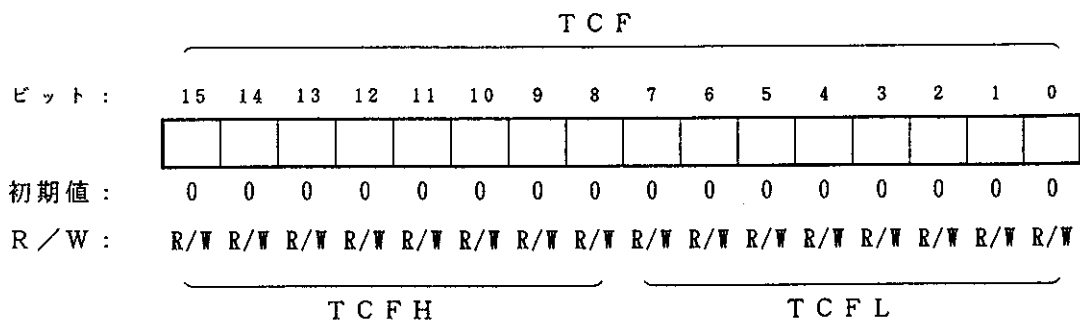 TCF
ビット: 15 14 13 12 11 10 9 8 7 6 5 4 3 2 1 0
初期値: 0 0 0 0 0 0 0 0 0 0 0 0 0 0 0 0
R/W: R/W R/W R/W R/W R/W R/W R/W R/W R/W R/W R/W R/W R/W R/W R/W R/W
TCFH TCFL